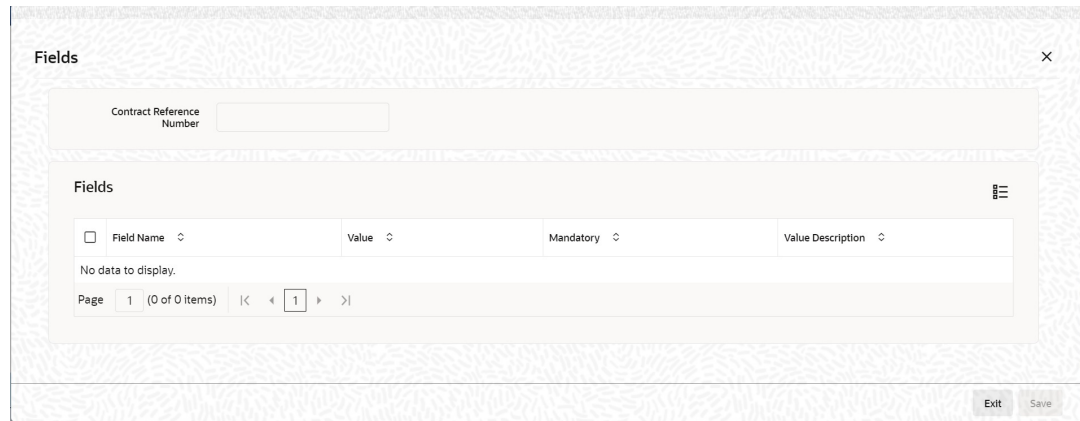 Fields
Contract Reference
Number
Fields
Field Name Value Mandatory Value Description
No data to display.
Page 1 (0 of 0 items) 1
Exit Save